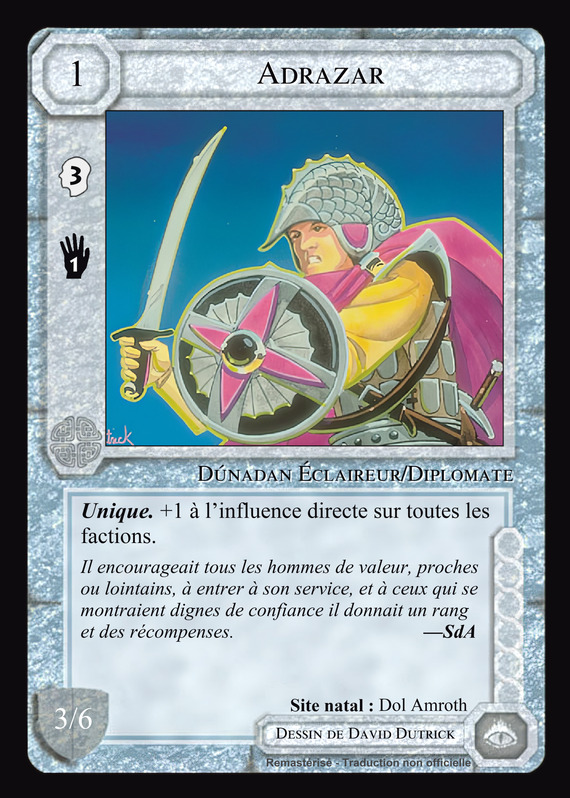 1
ADRAZAR
3
1
trick
DÚNADAN ÉCLAIREUR/DIPLOMATE
Unique. +1 à l’influence directe sur toutes les
factions.
Il encourageait tous les hommes de valeur, proches
ou lointains, à entrer à son service, et à ceux qui se
montraient dignes de confiance il donnait un rang
et des récompenses. —SdA
Site natal : Dol Amroth
3/6
DESSIN DE DAVID DUTRICK
Remastérisé - Traduction non officielle